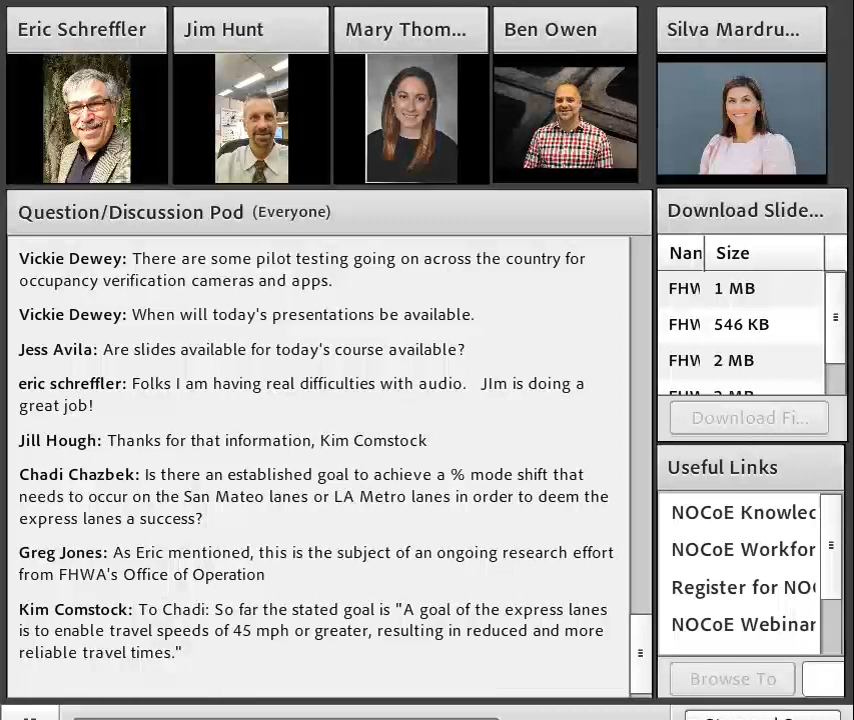 Eric Schreffler
Jim Hunt
Mary Thom...
Ben Owen
Silva Mardru...
Question/Discussion Pod (Everyone)
Vickie Dewey: There are some pilot testing going on across the country for
occupancy verification cameras and apps.
Vickie Dewey: When will today's presentations be available.
Jess Avila: Are slides available for today's course available?
eric schreffler: Folks I am having real difficulties with audio. JIm is doing a
great job!
Jill Hough: Thanks for that information, Kim Comstock
Chadi Chazbek: Is there an established goal to achieve a % mode shift that
needs to occur on the San Mateo lanes or LA Metro lanes in order to deem the
express lanes a success?
Greg Jones: As Eric mentioned, this is the subject of an ongoing research effort
from FHWA's Office of Operation
Kim Comstock: To Chadi: So far the stated goal is "A goal of the express lanes
is to enable travel speeds of 45 mph or greater, resulting in reduced and more
reliable travel times."
Download Slide...
Nan Size
FHW 1 MB
FHW 546 KB
FHW 2 MB
Download Fi...
Useful Links
NOCoE Knowlec
NOCoE Workfor
Register for NO
NOCoE Webinar
Browse To